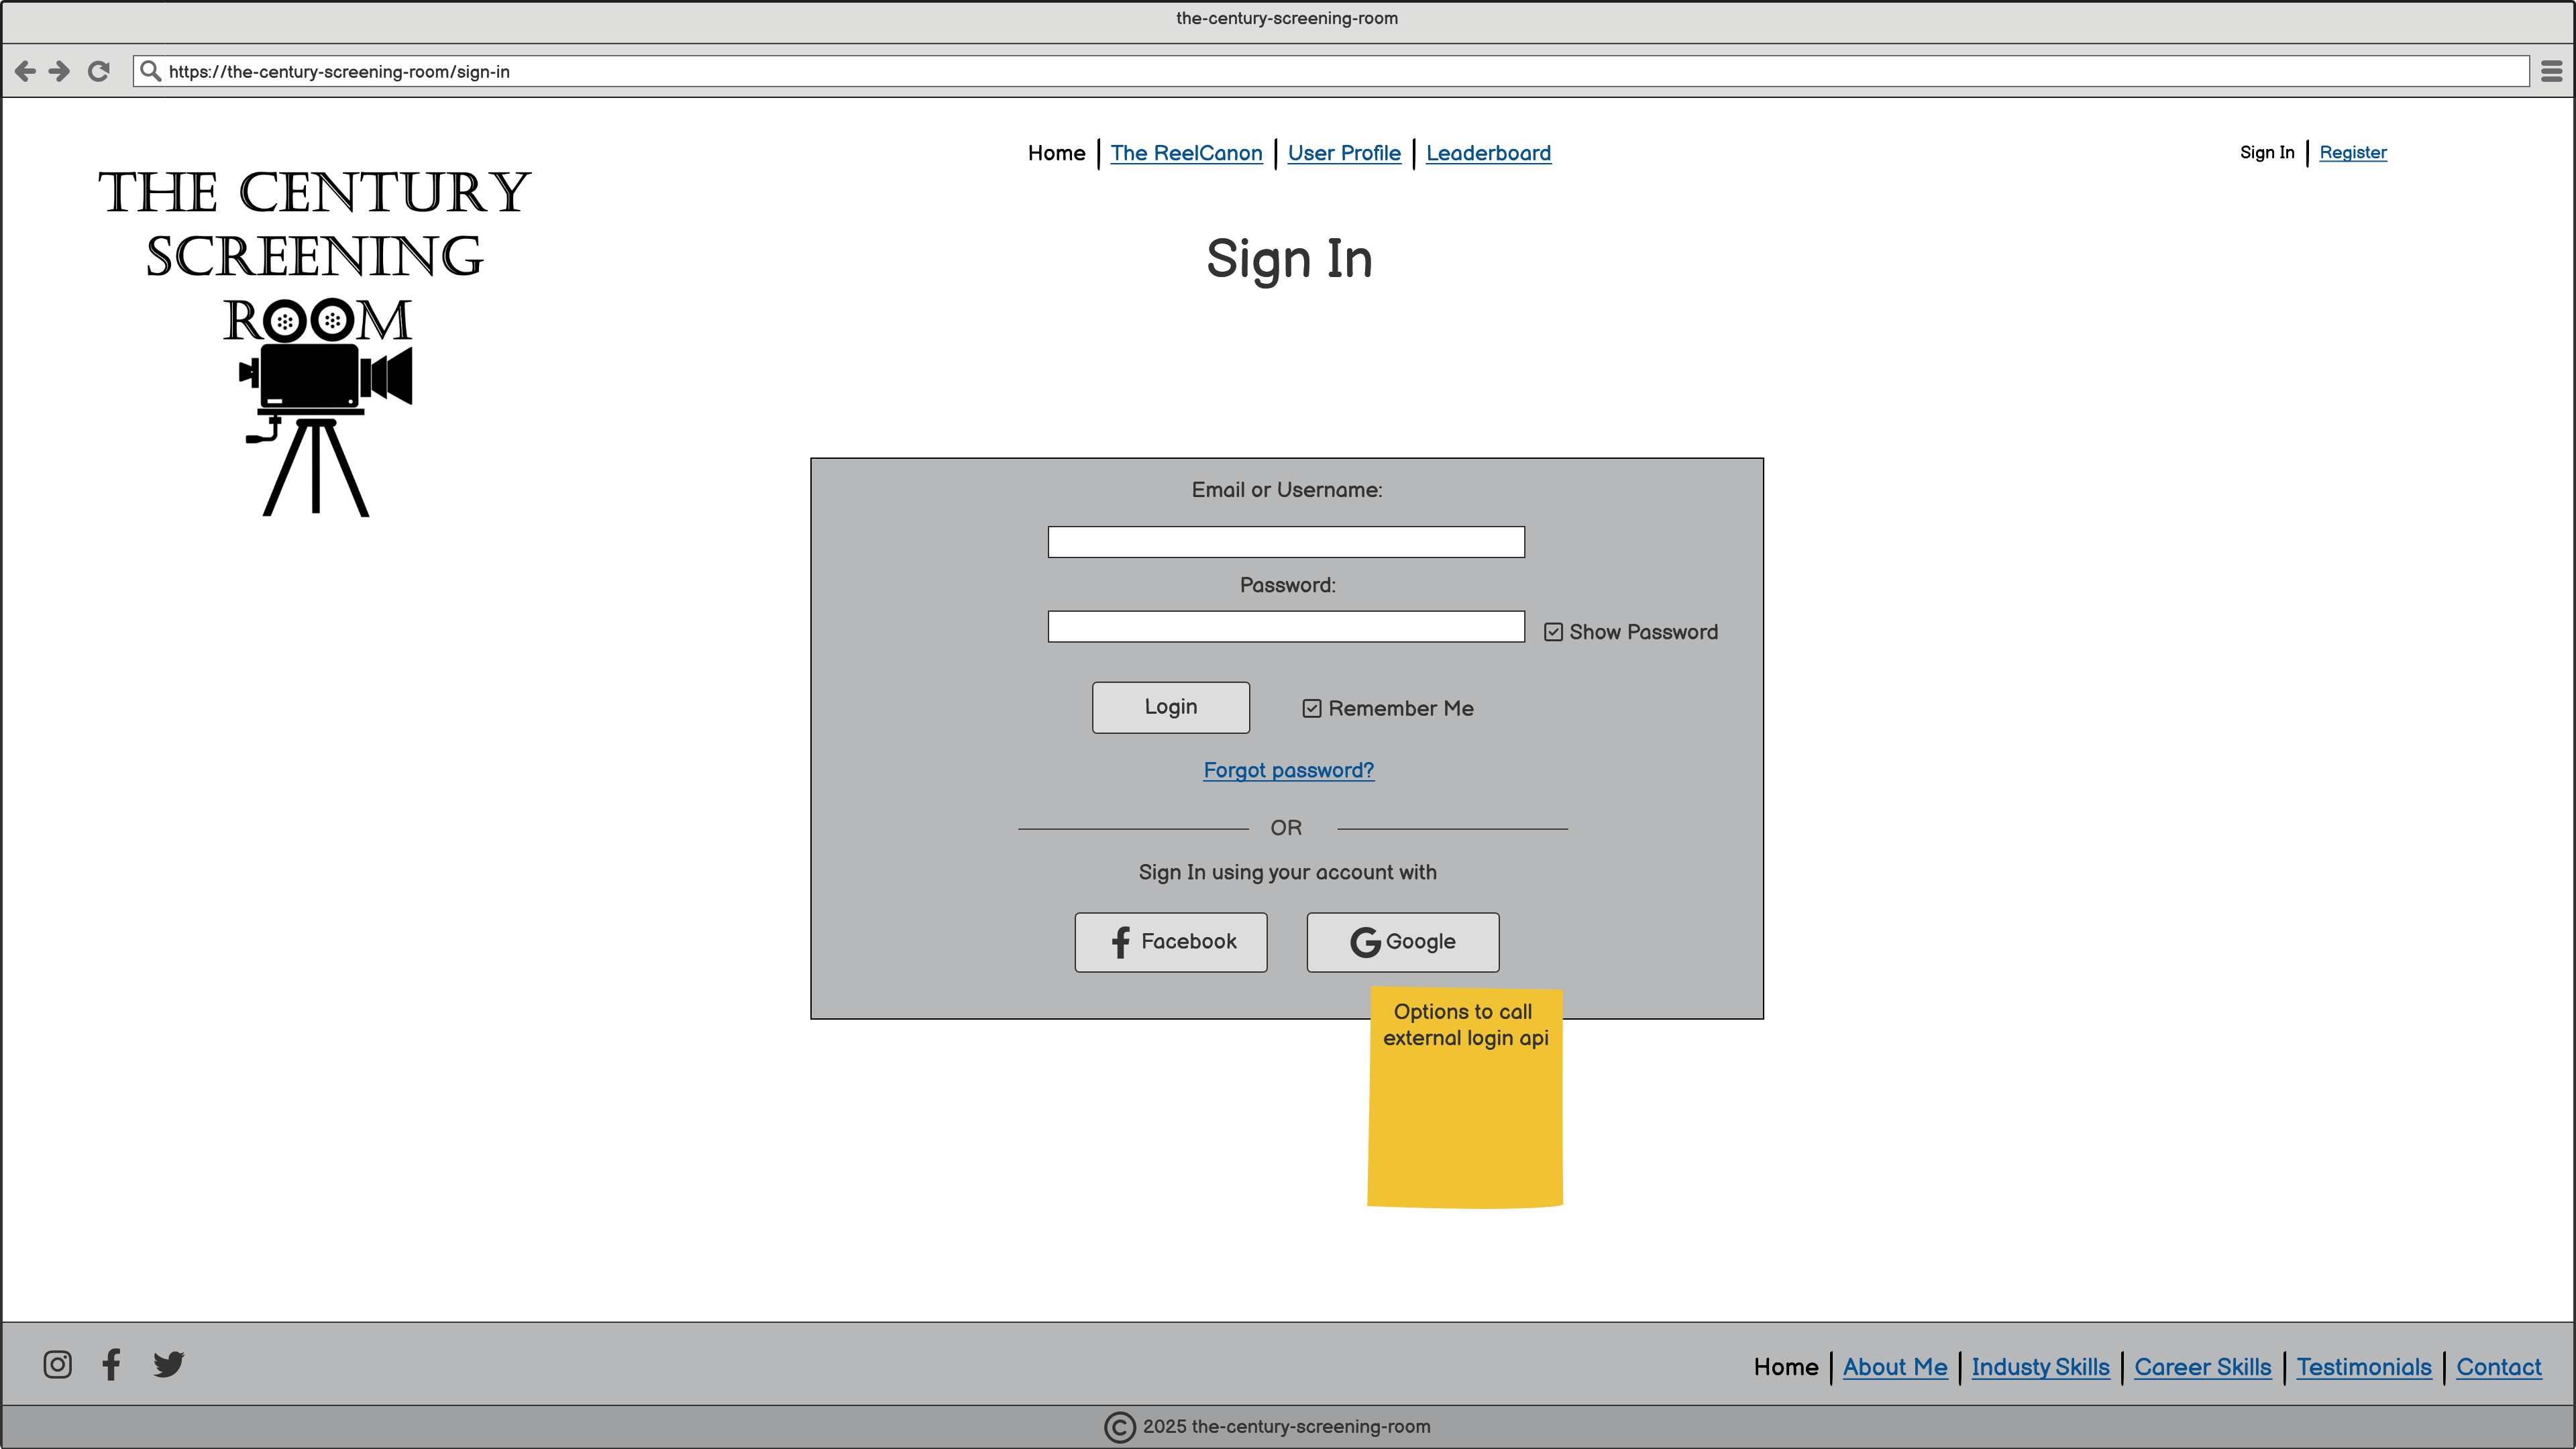 the-century-screening-room
https://the-century-screening-room/sign-in
Home The ReelCanon User Profile Leaderboard
Sign In Register
THE CENTURY
SCREENING
ROOM
Sign In
Email or Username:
Password:
Show Password
Login
Remember Me
Forgot password?
OR
Sign In using your account with
Facebook
Google
Options to call
external login api
Home About Me Industy Skills Career Skills Testimonials Contact
© 2025 the-century-screening-room